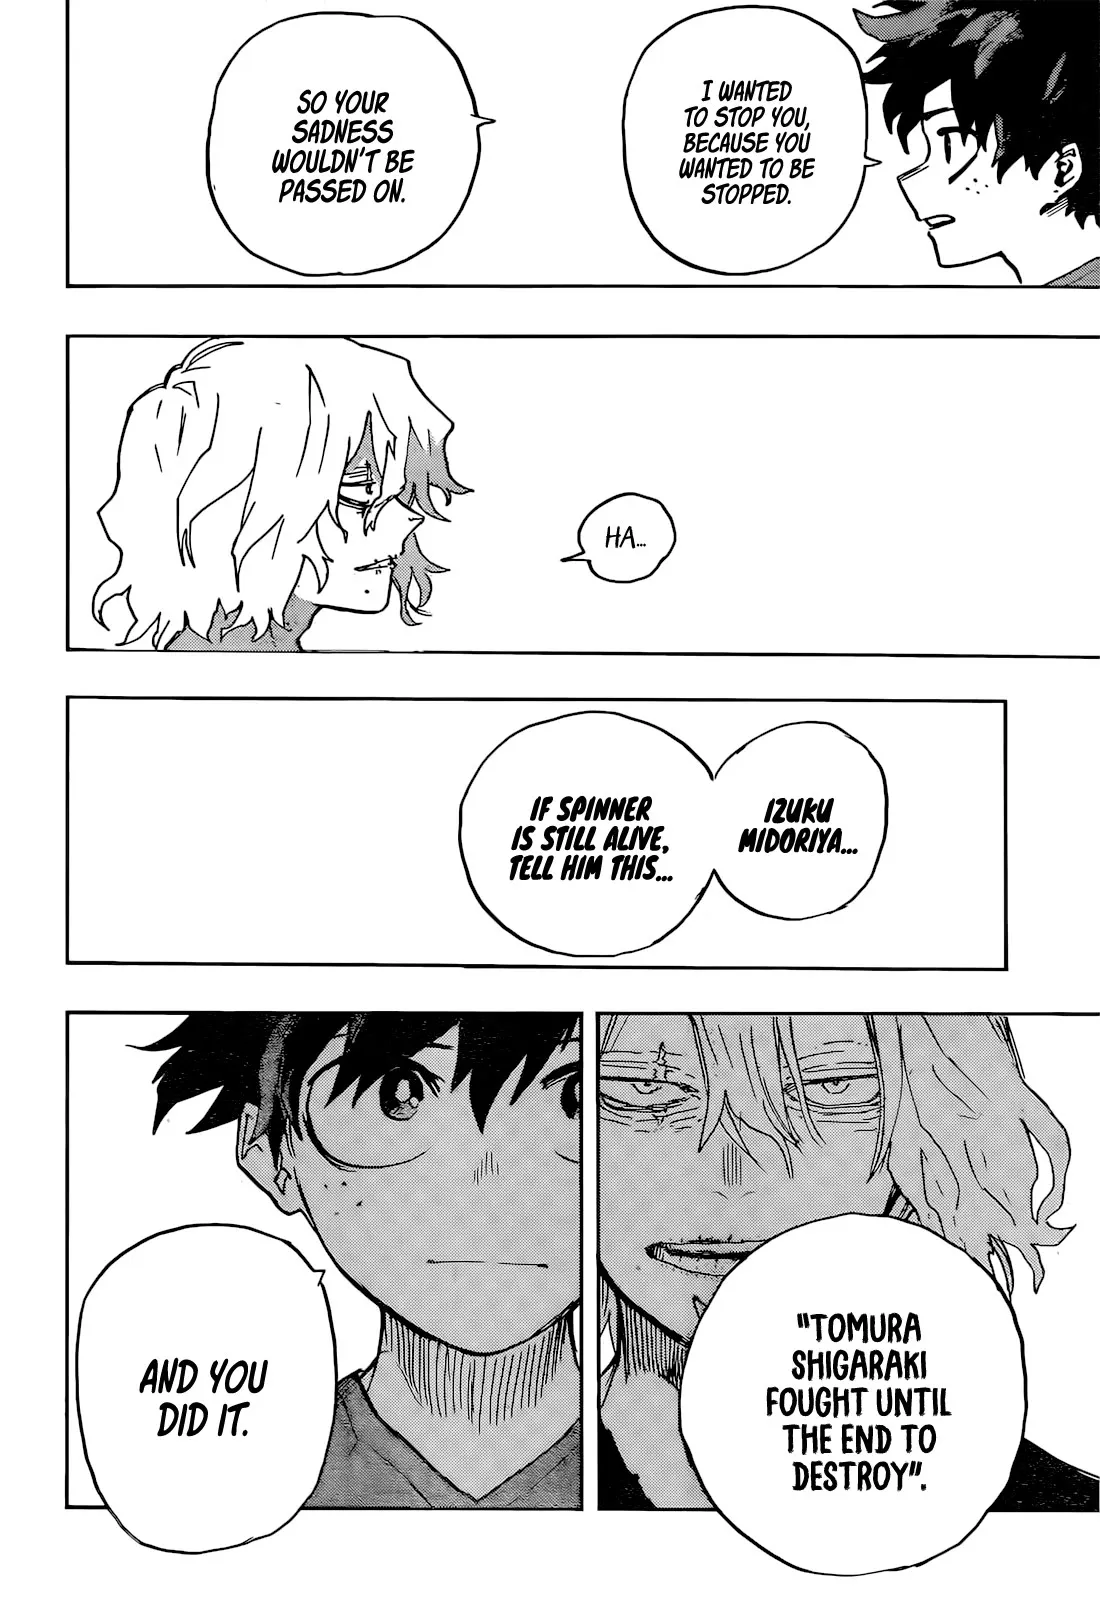 I WANTED
TO STOP YOU,
BECAUSE YOU
WANTED TO BE
STOPPED.
SO YOUR
SADNESS
WOULDN'T BE
PASSED ON.
HA...
IZUKU
MIDORIYA...
IF SPINNER
IS STILL ALIVE,
TELL HIM THIS...
"TOMURA
SHIGARAKI
FOUGHT UNTIL
THE END TO
DESTROY".
AND YOU
DID IT.